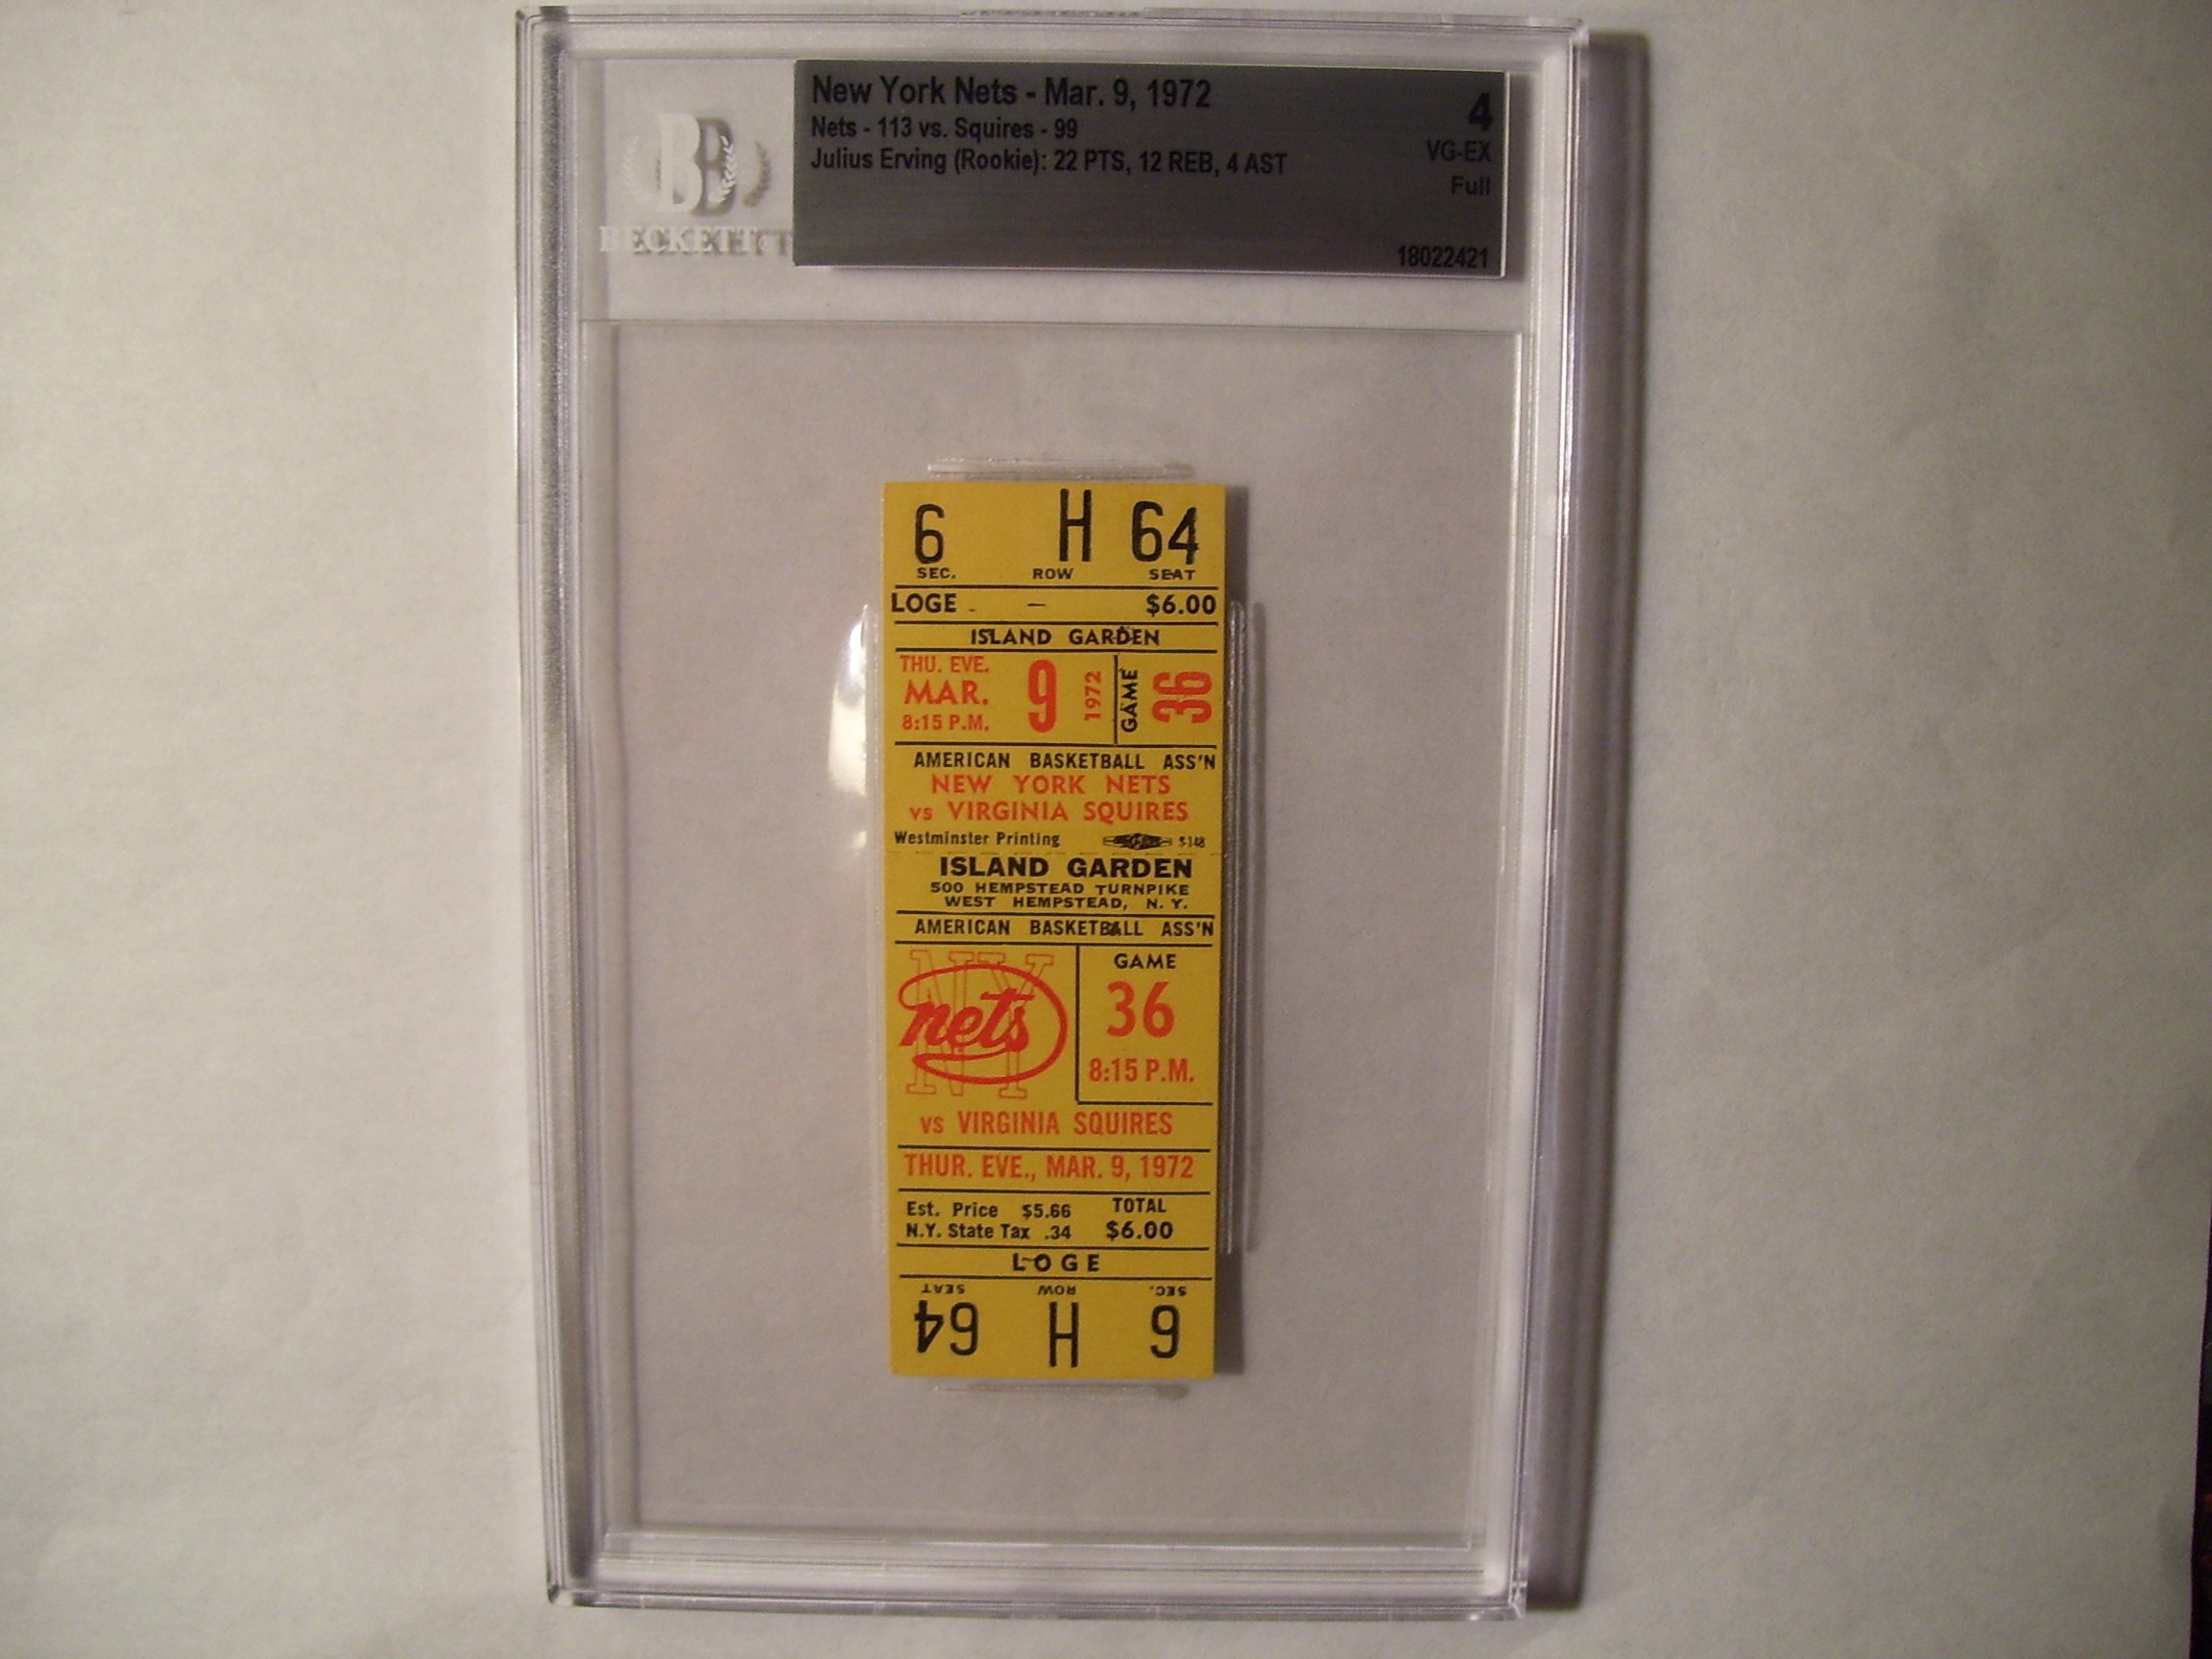 New York Nets - Mar. 9, 1972
Nets - 113 vs. Squires - 99
Julius Erving (Rookie): 22 PTS, 12 REB, 4 AST
4
VG-EX
Full
18022421
BECKETT
6 H 64
SEC. ROW SEAT
LOGE - — $6.00
ISLAND GARDEN
THU. EVE.
MAR. 9 1972
8:15 P.M.
GAME 36
AMERICAN BASKETBALL ASS'N
NEW YORK NETS
vs VIRGINIA SQUIRES
Westminster Printing S-148
ISLAND GARDEN
500 HEMPSTEAD TURNPIKE
WEST HEMPSTEAD, N. Y.
AMERICAN BASKETBALL ASS'N
NY
nets
GAME
36
8:15 P.M.
vs VIRGINIA SQUIRES
THUR. EVE., MAR. 9, 1972
Est. Price $5.66 TOTAL
N.Y. State Tax .34 $6.00
LOGE
SEC. ROW SEAT
6 H 64